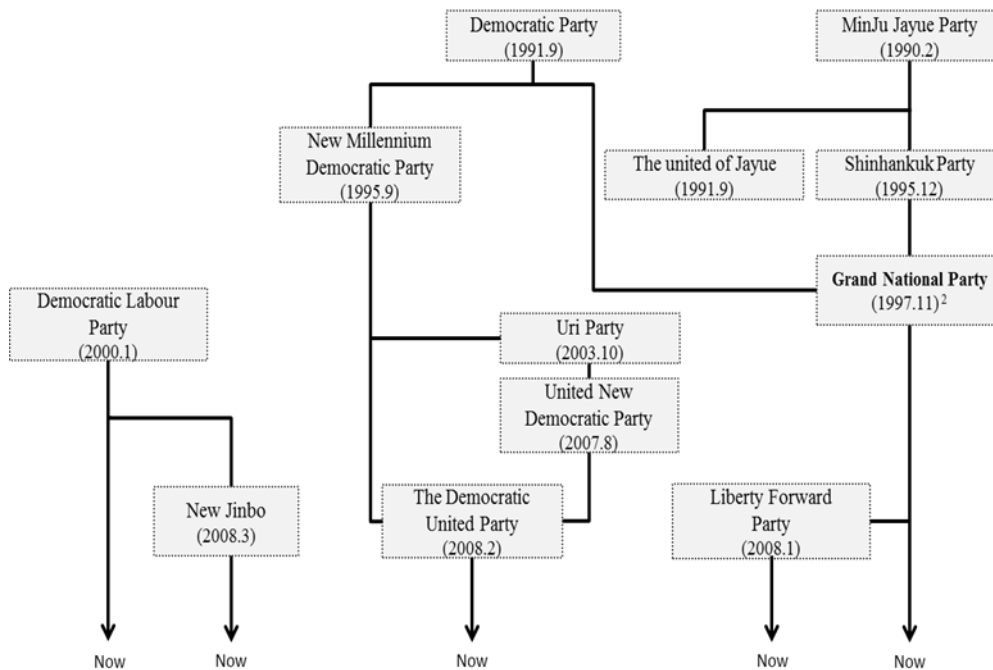 Democratic Party
(1991.9)
MinJu Jayue Party
(1990.2)
New Millennium
Democratic Party
(1995.9)
The united of Jayue
(1991.9)
Shinhankuk Party
(1995.12)
Grand National Party
(1997.11)2
Democratic Labour
Party
(2000.1)
Uri Party
(2003.10)
United New
Democratic Party
(2007.8)
New Jinbo
(2008.3)
The Democratic
United Party
(2008.2)
Liberty Forward
Party
(2008.1)
Now
Now
Now
Now
Now